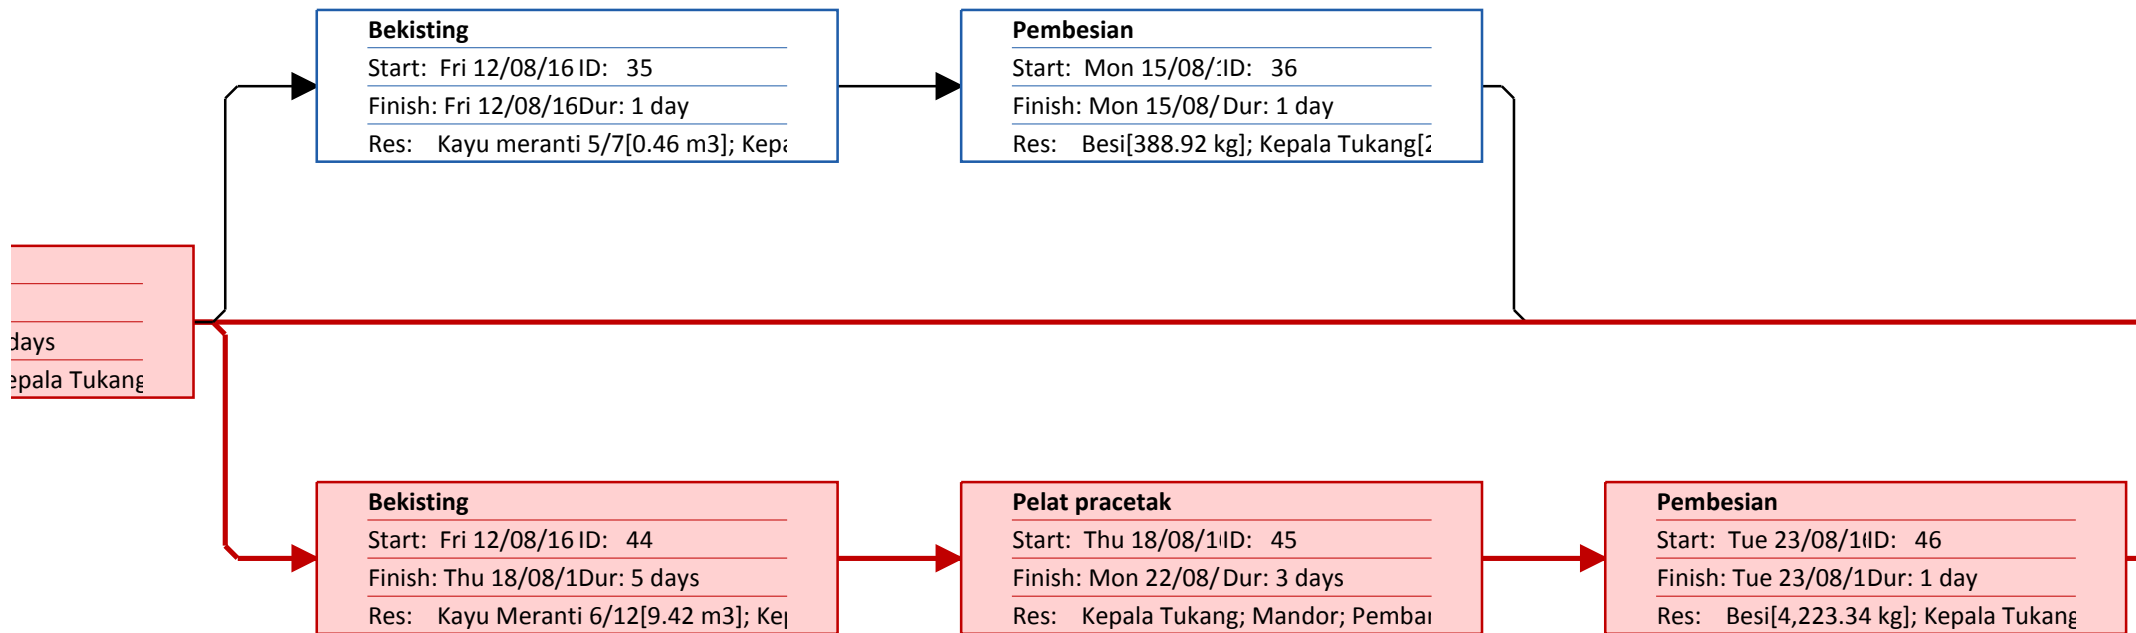 Bekisting
Start: Fri 12/08/16 ID: 35
Finish: Fri 12/08/16 Dur: 1 day
Res: Kayu meranti 5/7[0.46 m3]; Kepa
Pembesian
Start: Mon 15/08/ ID: 36
Finish: Mon 15/08/ Dur: 1 day
Res: Besi[388.92 kg]; Kepala Tukang[2
days
epala Tukang
Bekisting
Start: Fri 12/08/16 ID: 44
Finish: Thu 18/08/1 Dur: 5 days
Res: Kayu Meranti 6/12[9.42 m3]; Kep
Pelat pracetak
Start: Thu 18/08/1 ID: 45
Finish: Mon 22/08/ Dur: 3 days
Res: Kepala Tukang; Mandor; Pemban
Pembesian
Start: Tue 23/08/16 ID: 46
Finish: Tue 23/08/1 Dur: 1 day
Res: Besi[4,223.34 kg]; Kepala Tukang